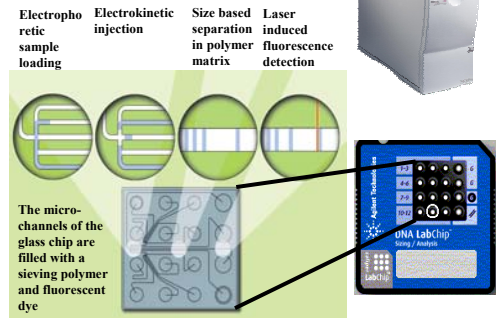 Electropho
retic
sample
loading
Electrokinetic
injection
Size based
separation
in polymer
matrix
Laser
induced
fluorescence
detection
The micro-
channels of the
glass chip are
filled with a
sieving polymer
and fluorescent
dye
Agilent Technologies
1-3
4-6
7-9
10-12
DNA LabChip
Sizing / Analysis
LabChip